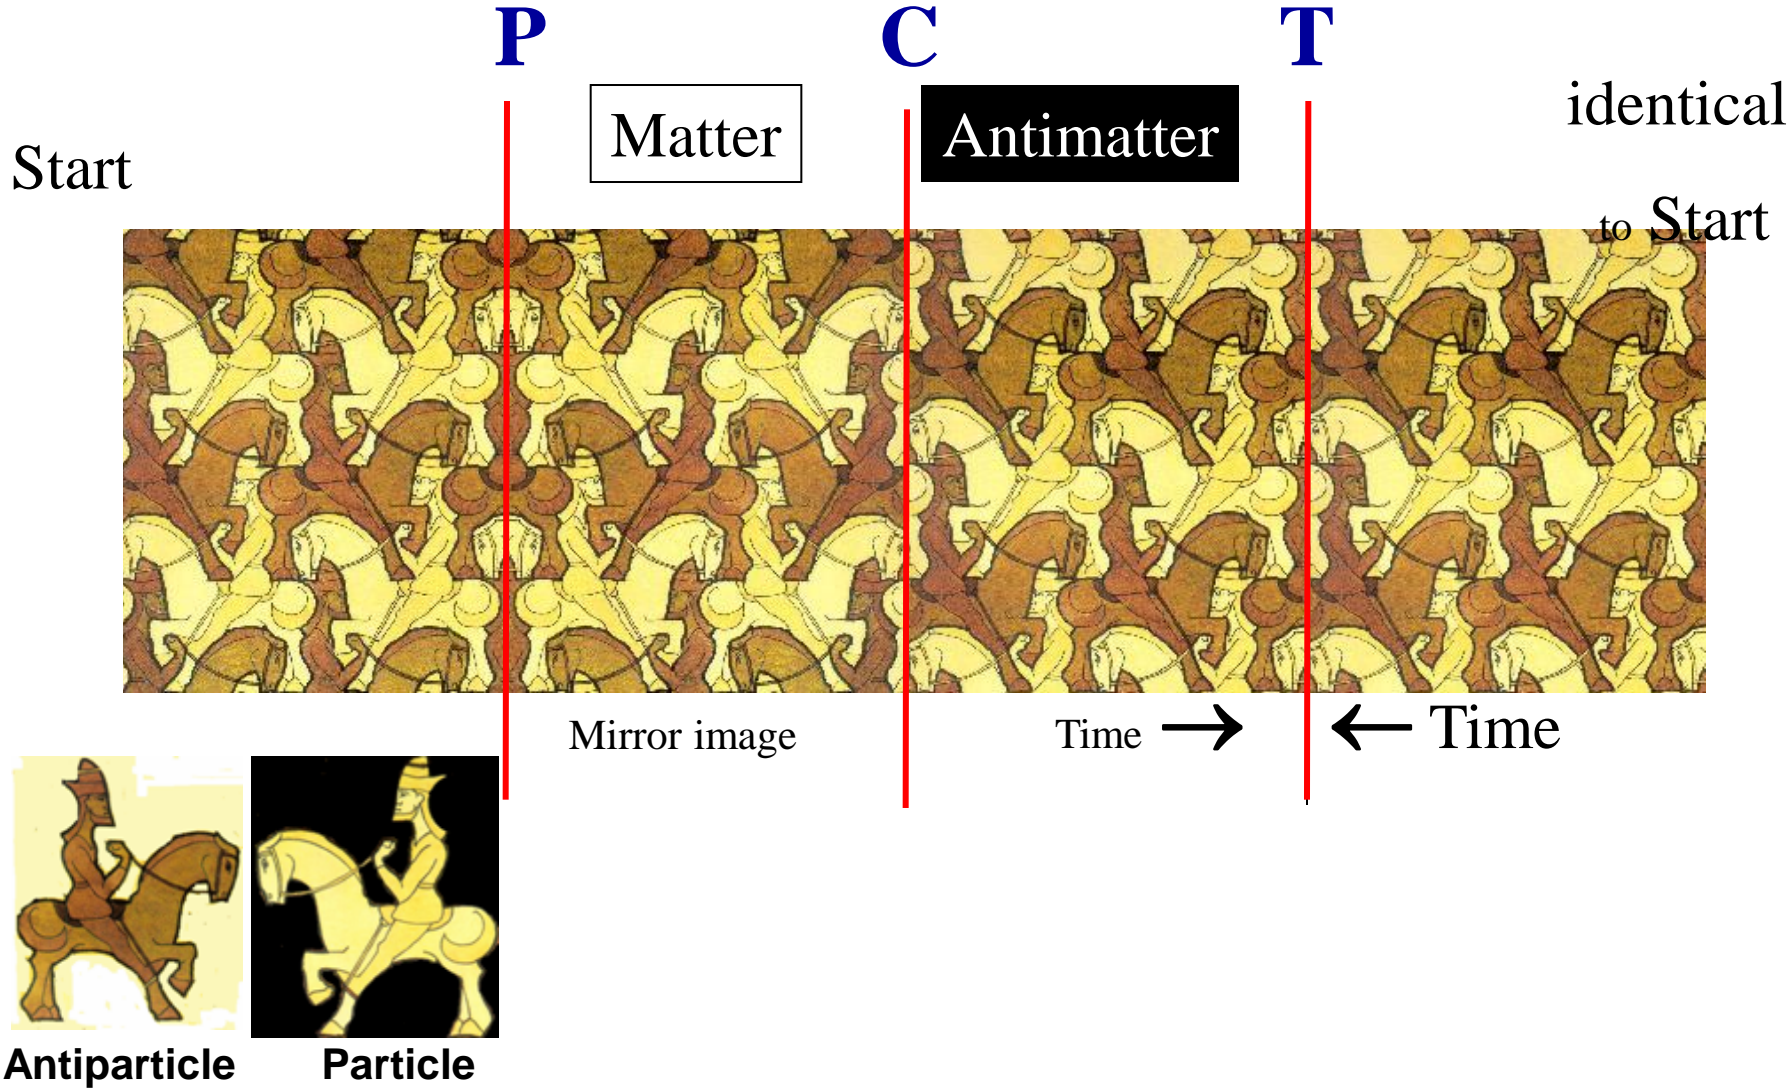 P C T
Start
Matter
Antimatter
identical
to Start
Mirror image
Time → ← Time
Antiparticle
Particle